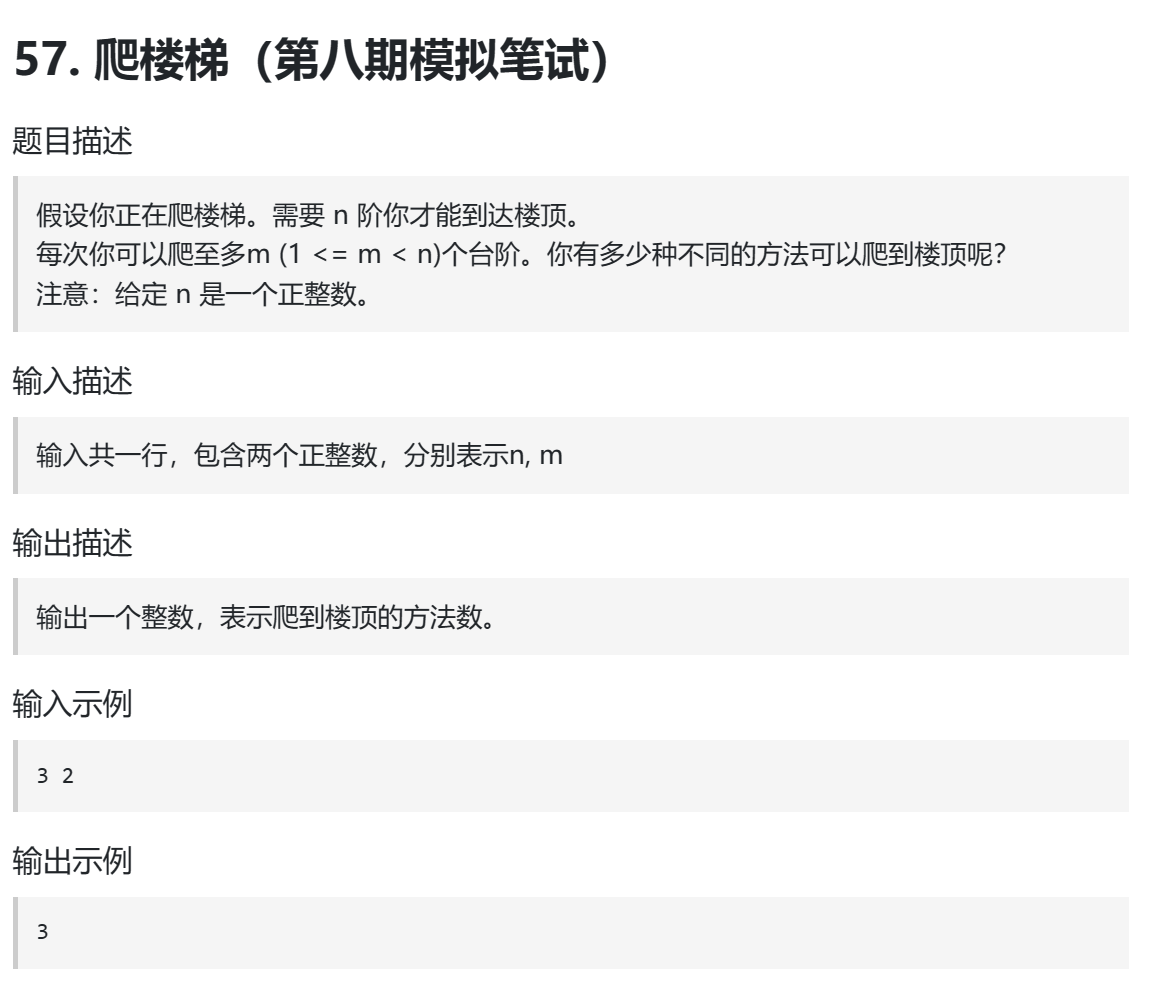 57. 爬楼梯（第八期模拟笔试）
题目描述
假设你正在爬楼梯。需要 n 阶你才能到达楼顶。
每次你可以爬至多m (1 <= m < n)个台阶。你有多少种不同的方法可以爬到楼顶呢？
注意：给定 n 是一个正整数。
输入描述
输入共一行，包含两个正整数，分别表示n, m
输出描述
输出一个整数，表示爬到楼顶的方法数。
输入示例
3 2
输出示例
3